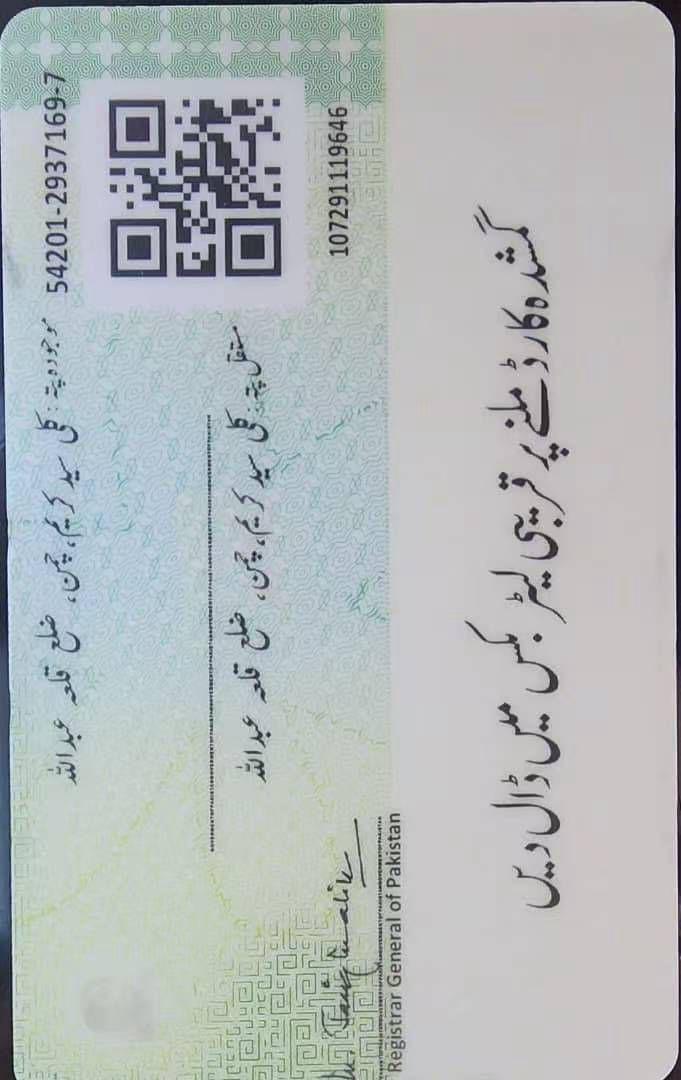 54201-2937169-7
موجودہ پتہ: کلی سید کریم، چمن، ضلع قلعہ عبداللہ
مستقل پتہ: کلی سید کریم، چمن، ضلع قلعہ عبداللہ
107291119646
Registrar General of Pakistan
گمشدہ کارڈ ملنے پر قریبی لیٹر بکس میں ڈال دیں